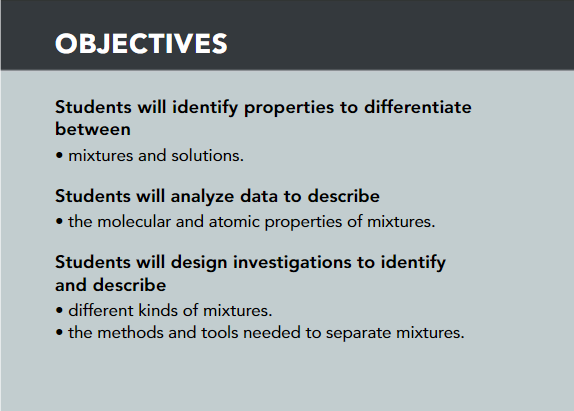 OBJECTIVES
Students will identify properties to differentiate
between
• mixtures and solutions.
Students will analyze data to describe
• the molecular and atomic properties of mixtures.
Students will design investigations to identify
and describe
• different kinds of mixtures.
• the methods and tools needed to separate mixtures.